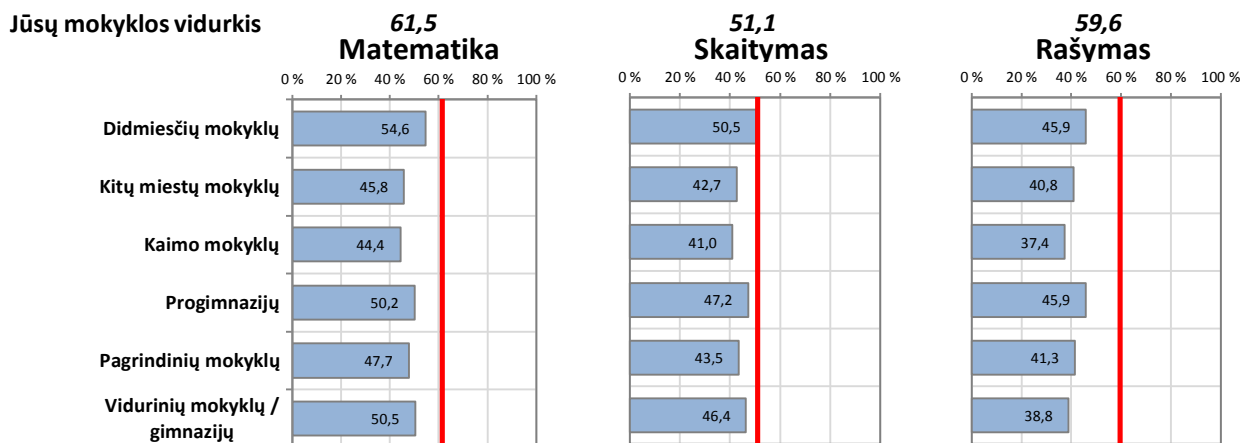 Jūsų mokyklos vidurkis 61,5 51,1 59,6
Matematika Skaitymas Rašymas
0 % 20 % 40 % 60 % 80 % 100 % 0 % 20 % 40 % 60 % 80 % 100 % 0 % 20 % 40 % 60 % 80 % 100 %
Didmiesčių mokyklų 54,6 50,5 45,9
Kitų miestų mokyklų 45,8 42,7 40,8
Kaimo mokyklų 44,4 41,0 37,4
Progimnazijų 50,2 47,2 45,9
Pagrindinių mokyklų 47,7 43,5 41,3
Vidurinių mokyklų / 50,5 46,4 38,8
gimnazijų